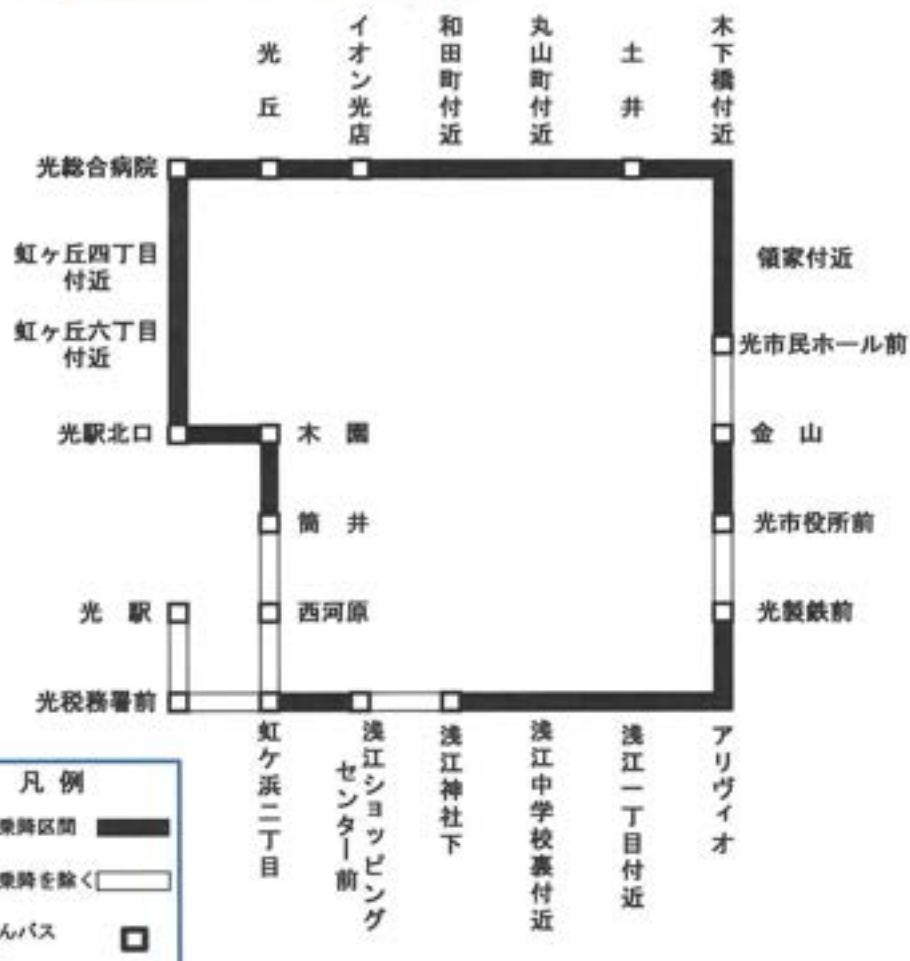 光丘
イオン光店
和田町付近
丸山町付近
土井
木下橋付近
光総合病院
虹ヶ丘四丁目
付近
領家付近
虹ヶ丘六丁目
付近
光市民ホール前
光駅北口
木園
金山
筒井
光市役所前
光駅
西河原
光製鉄前
光税務署前
虹ケ浜二丁目
浅江ショッピング
センター前
浅江神社下
浅江中学校裏付近
浅江一丁目付近
アリヴィオ
凡例
乗降区間
乗降を除く
んバス